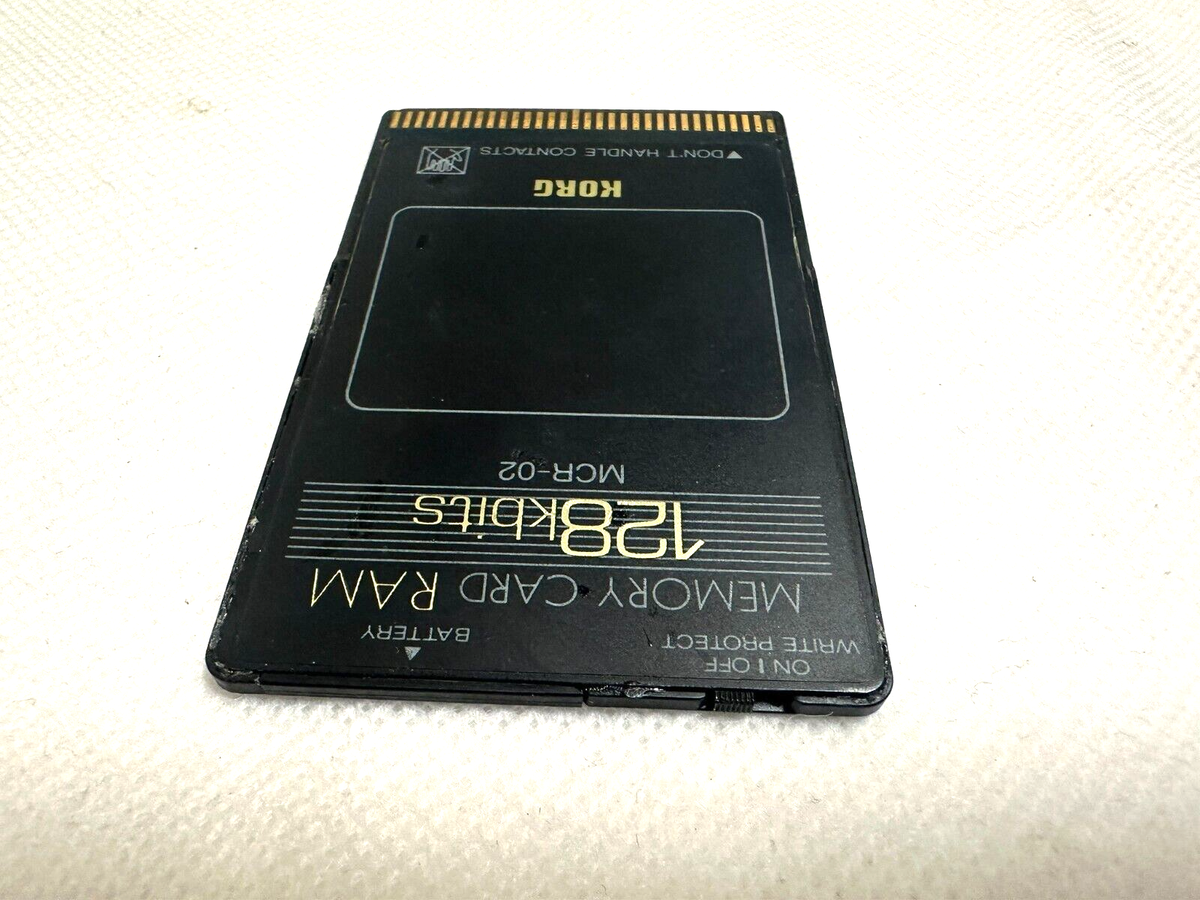 ON | OFF
WRITE PROTECT
▲ BATTERY
MEMORY CARD RAM
128kbits
MCR-02
KORG
▼DON'T HANDLE CONTACTS